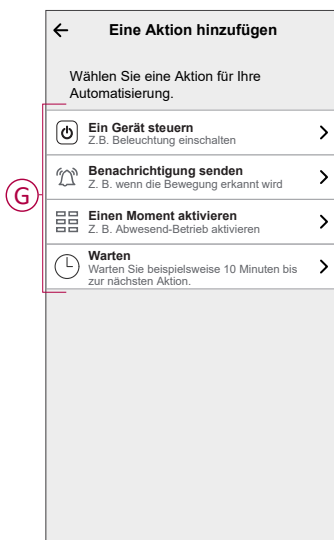 Eine Aktion hinzufügen
Wählen Sie eine Aktion für Ihre
Automatisierung.
Ein Gerät steuern
Z.B. Beleuchtung einschalten
Benachrichtigung senden
Z. B. wenn die Bewegung erkannt wird
G
Einen Moment aktivieren
Z. B. Abwesend-Betrieb aktivieren
Warten
Warten Sie beispielsweise 10 Minuten bis
zur nächsten Aktion.